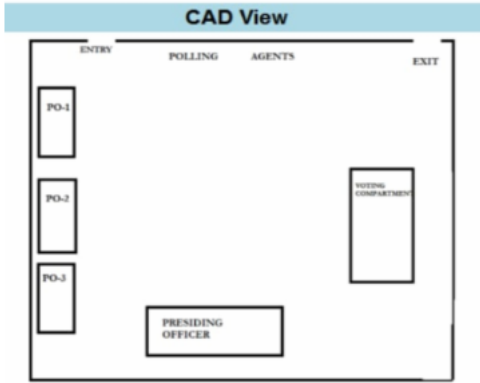 CAD View
ENTRY
POLLING AGENTS
EXIT
PO-1
PO-2
VOTING
COMPARTMENT
PO-3
PRESIDING
OFFICER